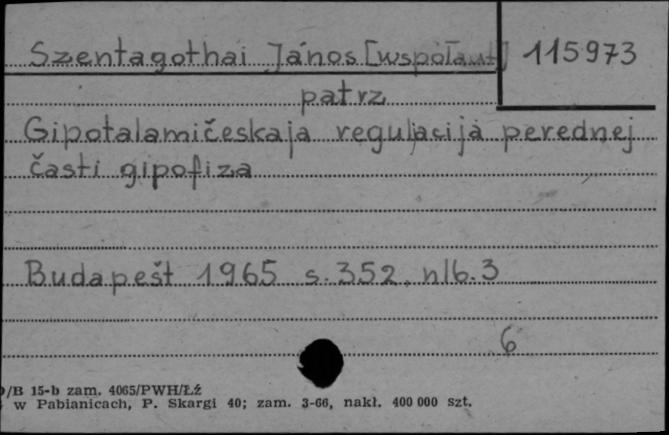 Szentagothai János [współaut] 115973
patrz
Gipotalamičeskaja regulacija perednej
časti gipofiza
Budapešt 1965 s. 352, nlb. 3
6
/B 15-b zam. 4065/PWH/Łź
w Pabianicach, P. Skargi 40; zam. 3-66, nakł. 400 000 szt.